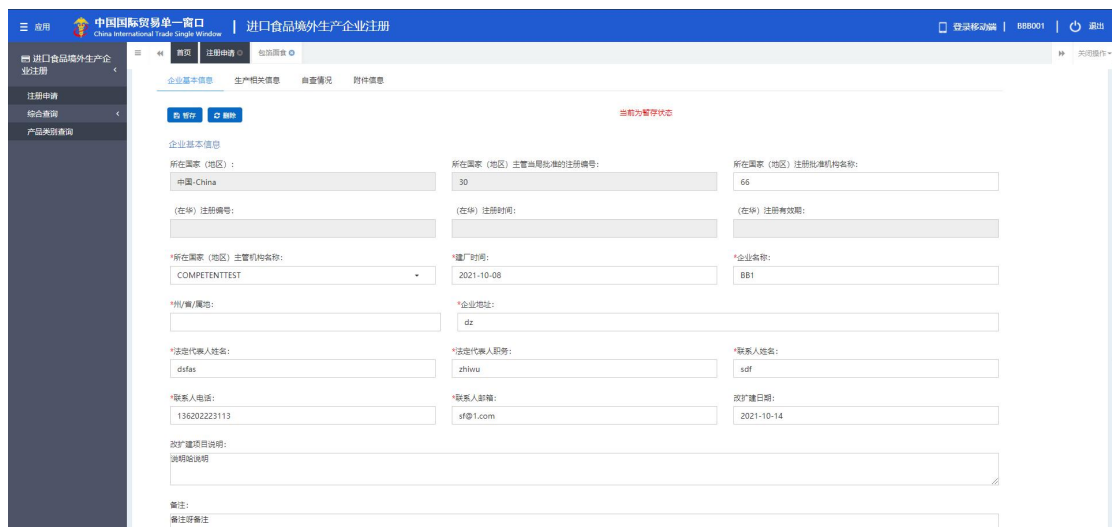 应用
中国国际贸易单一窗口
China International Trade Single Window
进口食品境外生产企业注册
登录移动端
BBB001
退出
进口食品境外生产企
业注册
注册申请
综合查询
产品类别查询
首页
注册申请
包馅面食
关闭操作
企业基本信息
生产相关信息
自查情况
附件信息
暂存
删除
当前为暂存状态
企业基本信息
所在国家（地区）:
所在国家（地区）主管当局批准的注册编号:
所在国家（地区）注册批准机构名称:
中国-China
30
66
(在华）注册编号:
(在华）注册时间:
(在华）注册有效期:
*所在国家（地区）主管机构名称:
*建厂时间:
*企业名称:
COMPETENTTEST
2021-10-08
BB1
*州/省/属地:
*企业地址:
dz
*法定代表人姓名:
*法定代表人职务:
*联系人姓名:
dsfas
zhiwu
sdf
*联系人电话:
*联系人邮箱:
改扩建日期:
136202223113
sf@1.com
2021-10-14
改扩建项目说明:
说明哈说明
备注:
备注呀备注